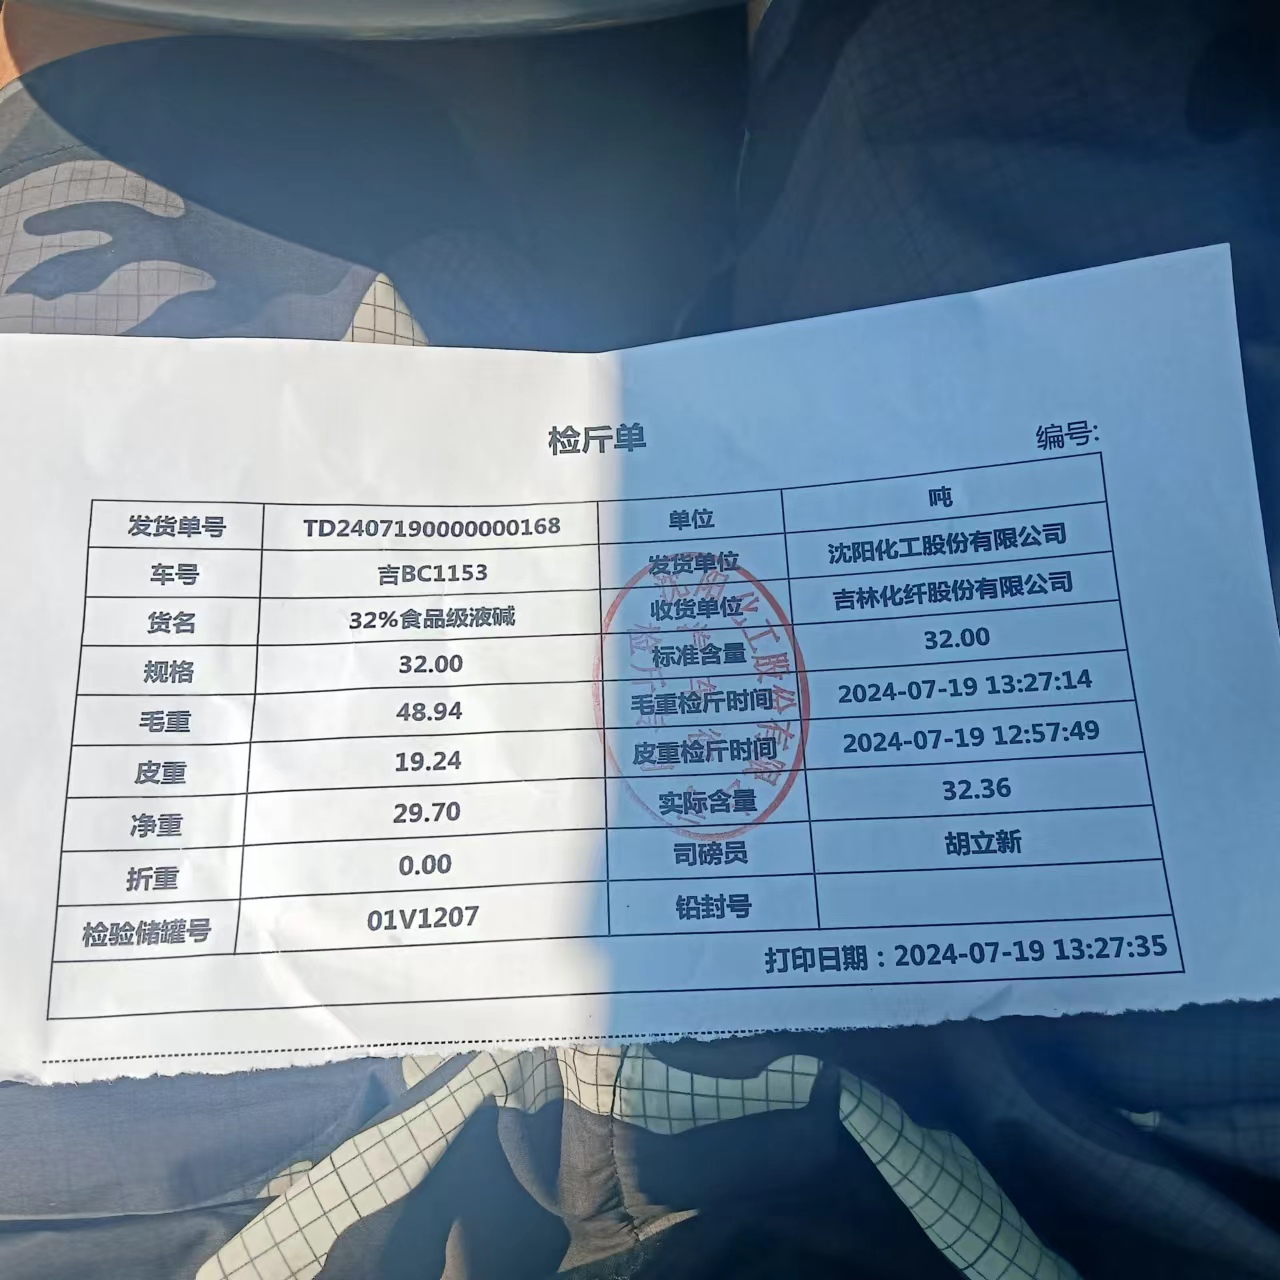 检斤单
编号:
发货单号 TD2407190000000168 单位 吨
车号 吉BC1153 发货单位 沈阳化工股份有限公司
货名 32%食品级液碱 收货单位 吉林化纤股份有限公司
规格 32.00 标准含量 32.00
毛重 48.94 毛重检斤时间 2024-07-19 13:27:14
皮重 19.24 皮重检斤时间 2024-07-19 12:57:49
净重 29.70 实际含量 32.36
折重 0.00 司磅员 胡立新
检验储罐号 01V1207 铅封号
打印日期：2024-07-19 13:27:35